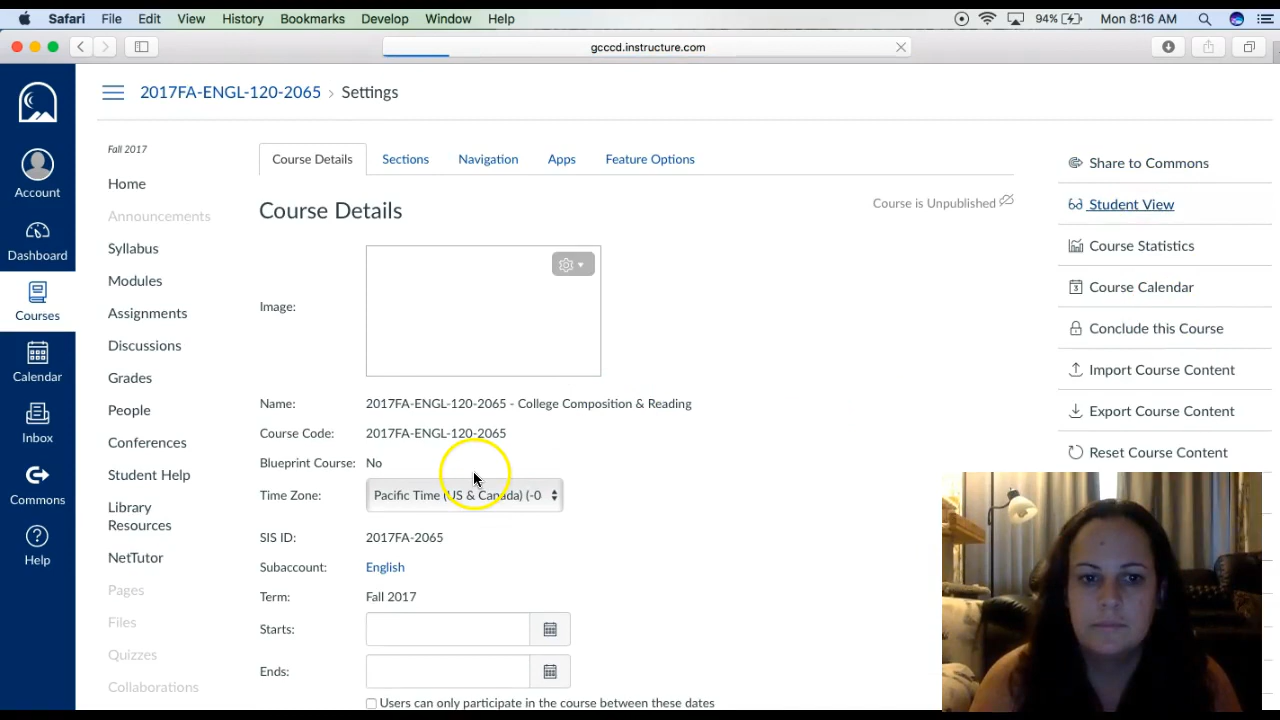 Safari File Edit View History Bookmarks Develop Window Help
94% Mon 8:16 AM
gcccd.instructure.com
2017FA-ENGL-120-2065 › Settings
Account
Dashboard
Courses
Calendar
Inbox
Commons
Help
Fall 2017
Home
Announcements
Syllabus
Modules
Assignments
Discussions
Grades
People
Conferences
Student Help
Library
Resources
NetTutor
Pages
Files
Quizzes
Collaborations
Course Details Sections Navigation Apps Feature Options
Course Details
Course is Unpublished
Image:
Name: 2017FA-ENGL-120-2065 - College Composition & Reading
Course Code: 2017FA-ENGL-120-2065
Blueprint Course: No
Time Zone: Pacific Time (US & Canada) (-0
SIS ID: 2017FA-2065
Subaccount: English
Term: Fall 2017
Starts:
Ends:
Users can only participate in the course between these dates
Share to Commons
Student View
Course Statistics
3 Course Calendar
Conclude this Course
Import Course Content
Export Course Content
Reset Course Content